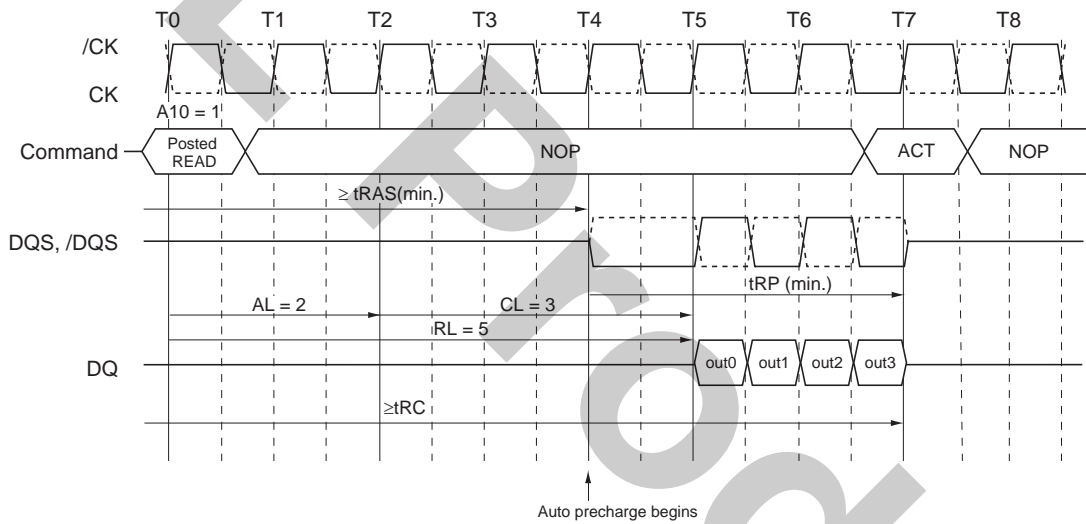 T0 T1 T2 T3 T4 T5 T6 T7 T8
/CK
CK
A10 = 1
Command
Posted READ
NOP
ACT
NOP
≥ tRAS(min.)
DQS, /DQS
tRP (min.)
AL = 2
CL = 3
RL = 5
DQ
out0 out1 out2 out3
≥tRC
Auto precharge begins